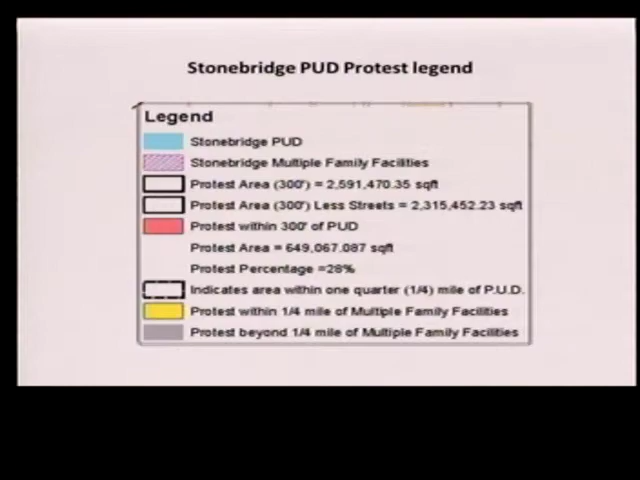 Stonebridge PUD Protest legend
Legend
Stonebridge PUD
Stonebridge Multiple Family Facilities
Protest Area (300') = 2,591,470.35 sqft
Protest Area (300') Less Streets = 2,315,452.23 sqft
Protest within 300' of PUD
Protest Area = 649,067.087 sqft
Protest Percentage =28%
Indicates area within one quarter (1/4) mile of P.U.D.
Protest within 1/4 mile of Multiple Family Facilities
Protest beyond 1/4 mile of Multiple Family Facilities